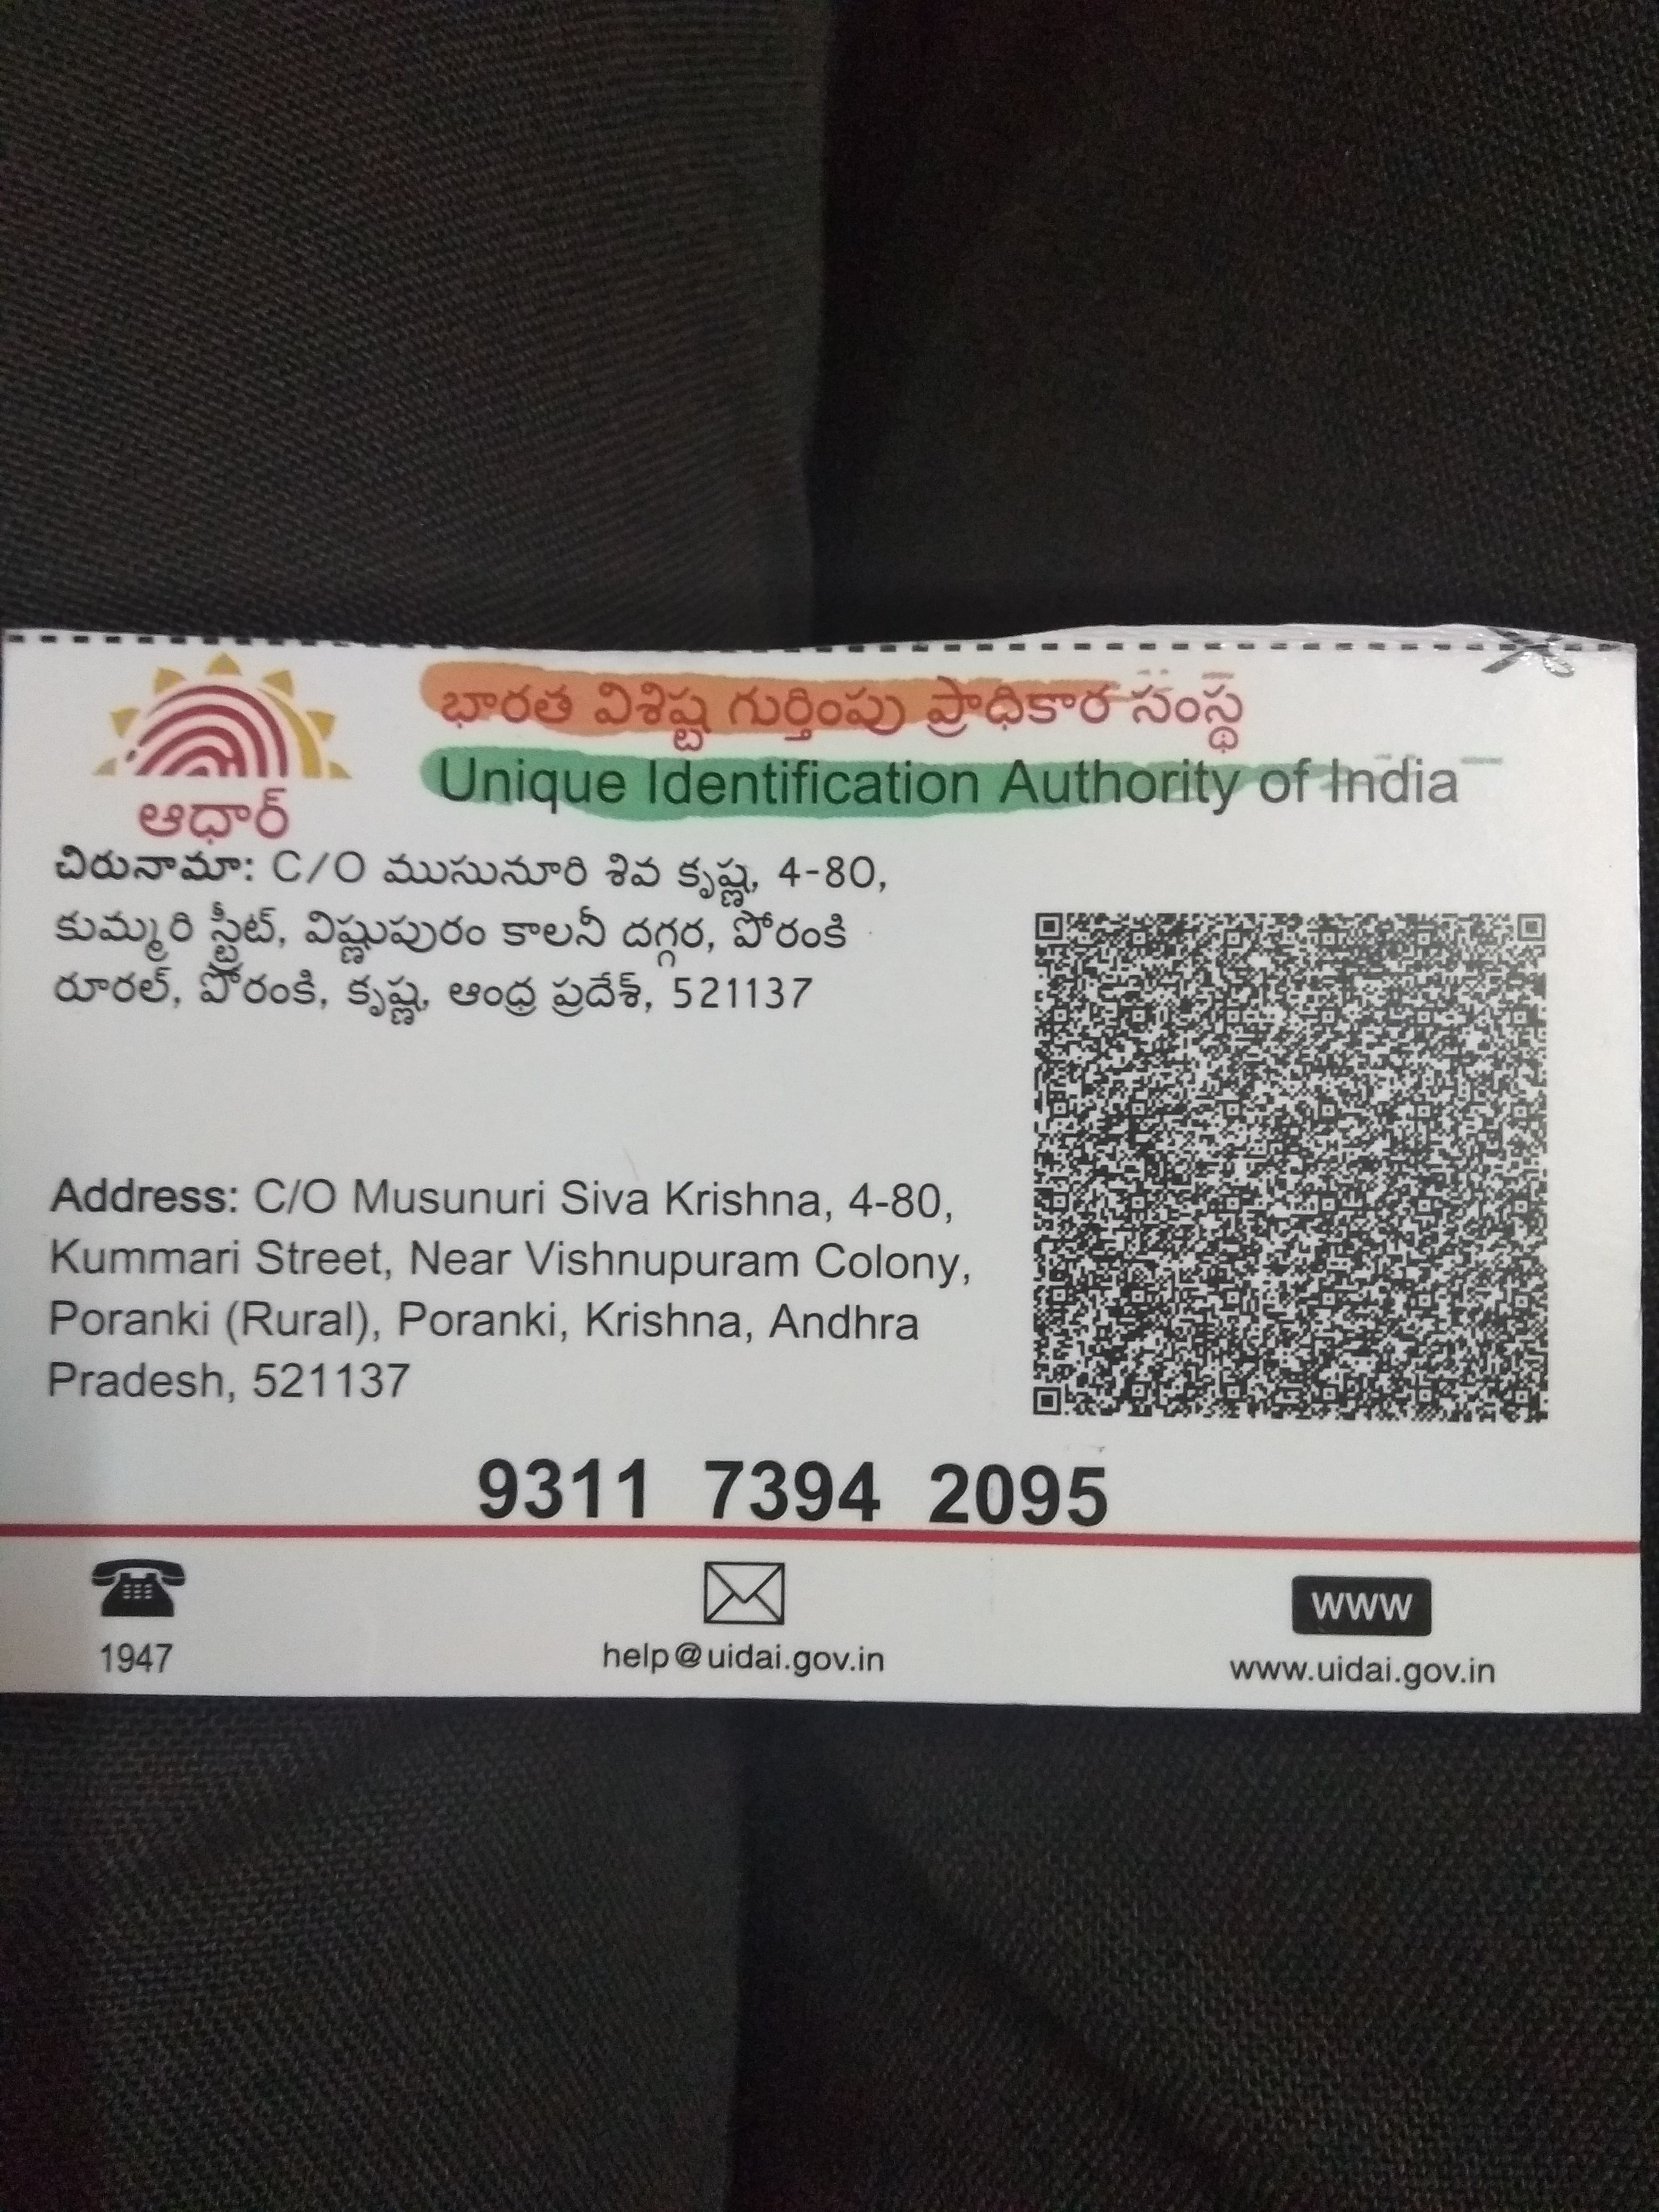 భారత విశిష్ట గుర్తింపు ప్రాధికార సంస్థ
Unique Identification Authority of India
ఆధార్
చిరునామా: C/O ముసునూరి శివ కృష్ణ, 4-80,
కుమ్మరి స్ట్రీట్, విష్ణుపురం కాలనీ దగ్గర, పోరంకి
రూరల్, పోరంకి, కృష్ణ, ఆంధ్ర ప్రదేశ్, 521137
Address: C/O Musunuri Siva Krishna, 4-80,
Kummari Street, Near Vishnupuram Colony,
Poranki (Rural), Poranki, Krishna, Andhra
Pradesh, 521137
9311 7394 2095
1947
help@uidai.gov.in
www
www.uidai.gov.in